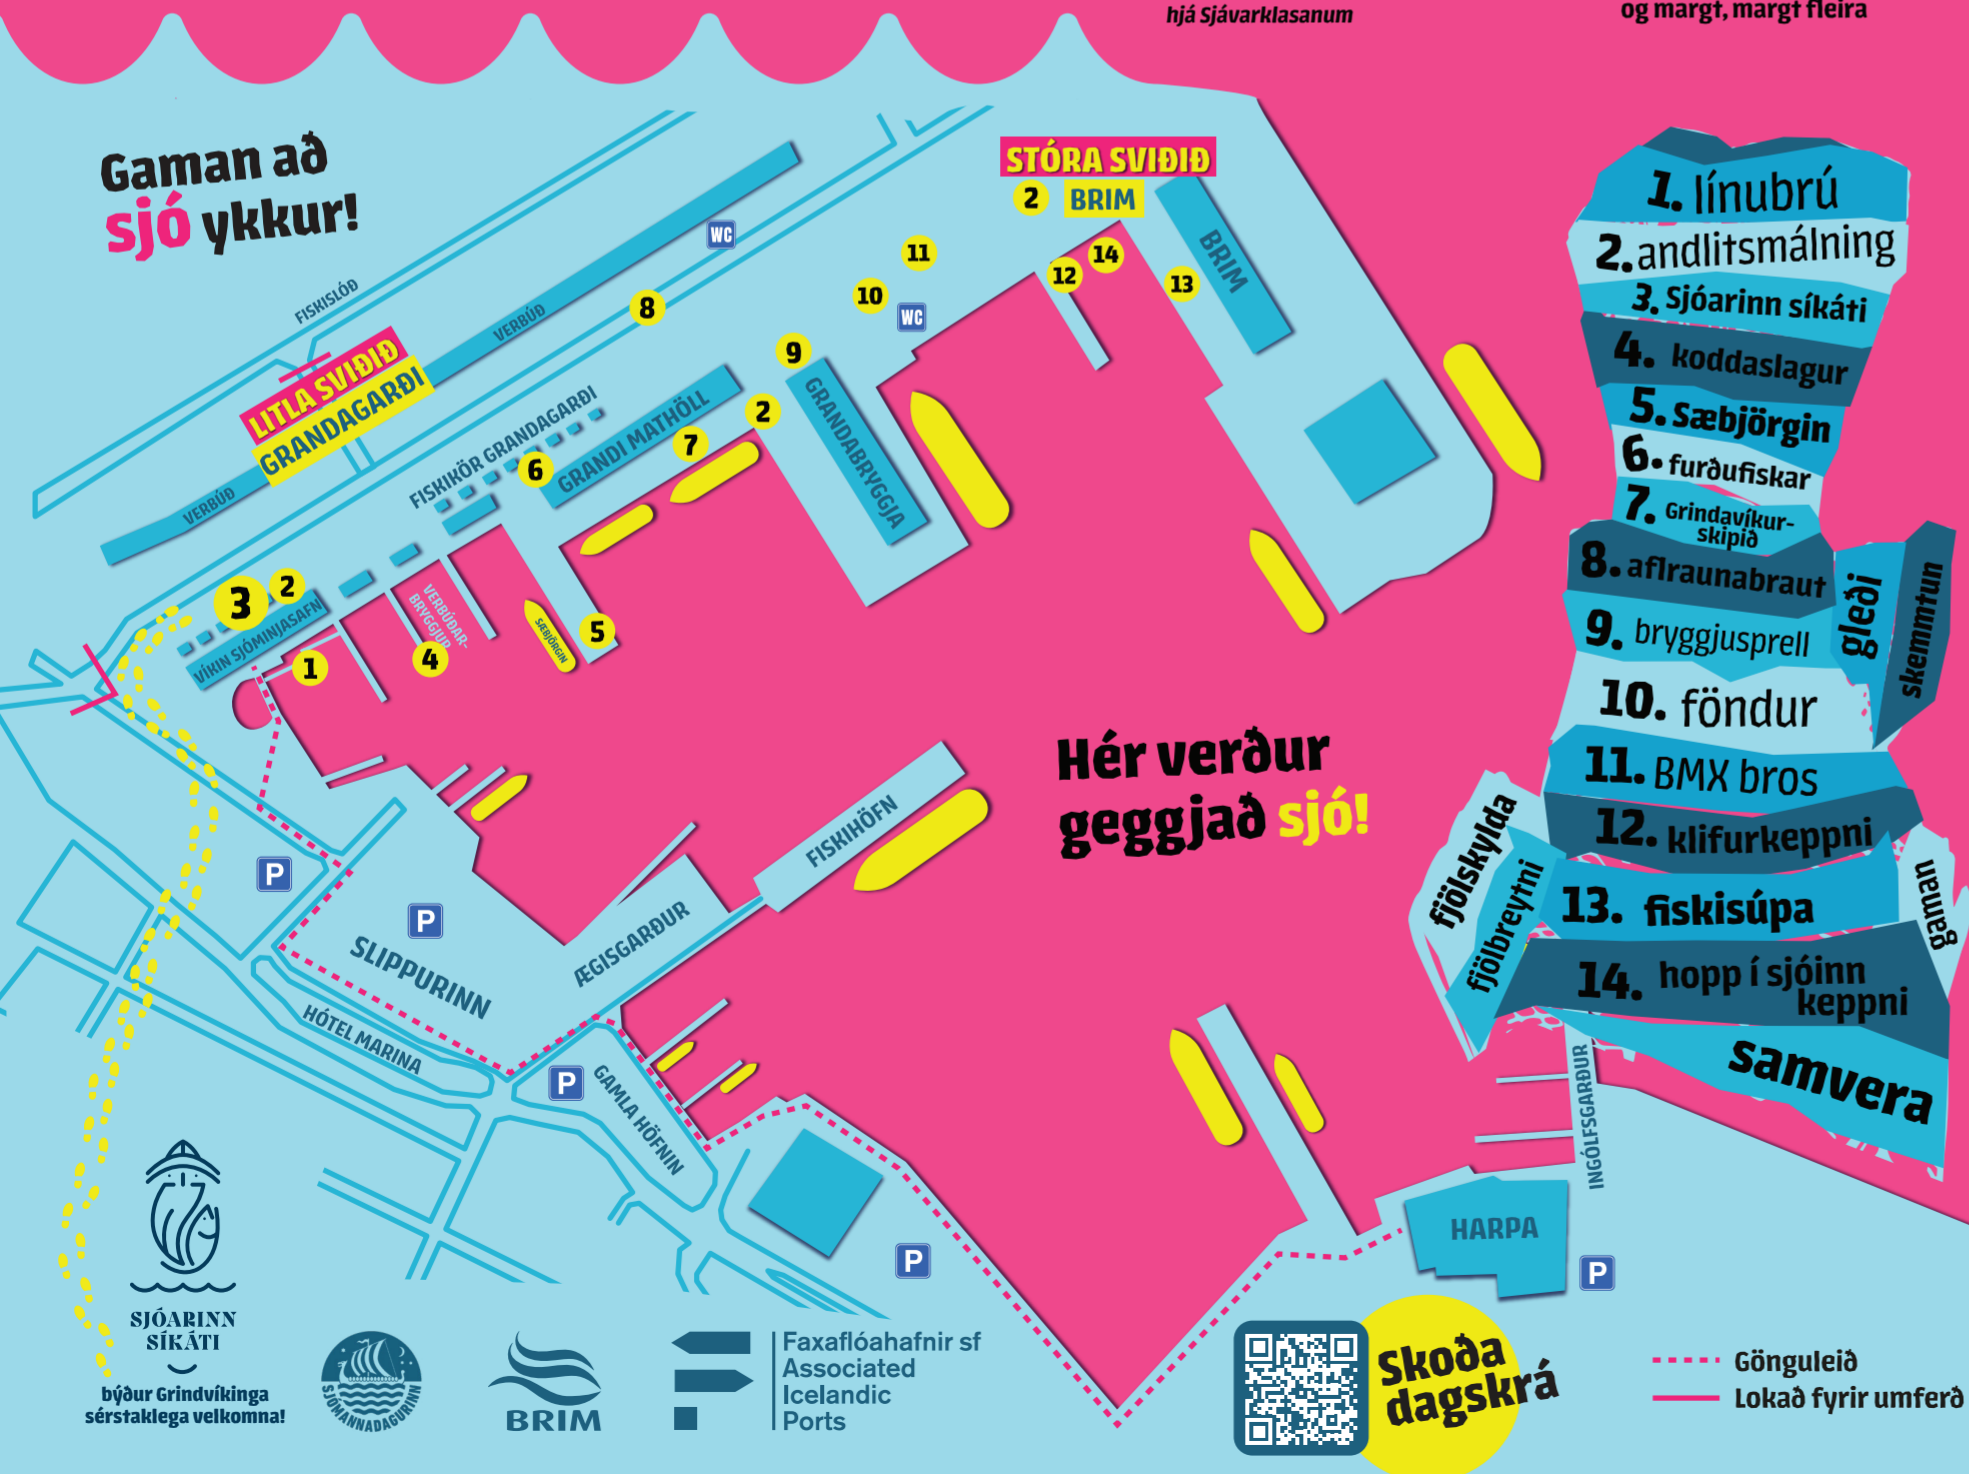 hjá Sjávarklasanum
og margt, margt fleira
Gaman að
sjó ykkur!
STÓRA SVIÐIÐ
2
BRIM
BRIM
WC
11
14
12
13
10
WC
8
9
FISKISLÓÐ
VERBÚÐ
LITLA SVIÐIÐ
GRANDAGARÐI
VERBÚÐ
FISKIKÖR GRANDAGARÐI
GRANDI MATHÖLL
GRANDABRYGGJA
2
7
6
3
2
VÍKIN SJÓMINJASAFN
VERBÚÐAR-
BRYGGJUR
SÆBJÖRGIN
5
4
1
Hér verður
geggjað sjó!
FISKIHÖFN
P
P
SLIPPURINN
ÆGISGARÐUR
HÓTEL MARINA
P
GAMLA HÖFNIN
P
INGÓLFSGARÐUR
HARPA
P
1. línubrú
2. andlitsmálning
3. Sjóarinn síkáti
4. koddaslagur
5. Sæbjörgin
6. furðufiskar
7. Grindavíkur-
skipið
8. aflraunabraut
9. bryggjusprell
gleði
skemmtun
10. föndur
11. BMX bros
12. klifurkeppni
fjölskylda
fjölbreytni
gaman
13. fiskisúpa
14. hopp í sjóinn
keppni
samvera
SJÓARINN
SÍKÁTI
býður Grindvíkinga
sérstaklega velkomna!
SJÓMANNADAGURINN
BRIM
Faxaflóahafnir sf
Associated
Icelandic
Ports
Skoða
dagskrá
Gönguleið
Lokað fyrir umferð